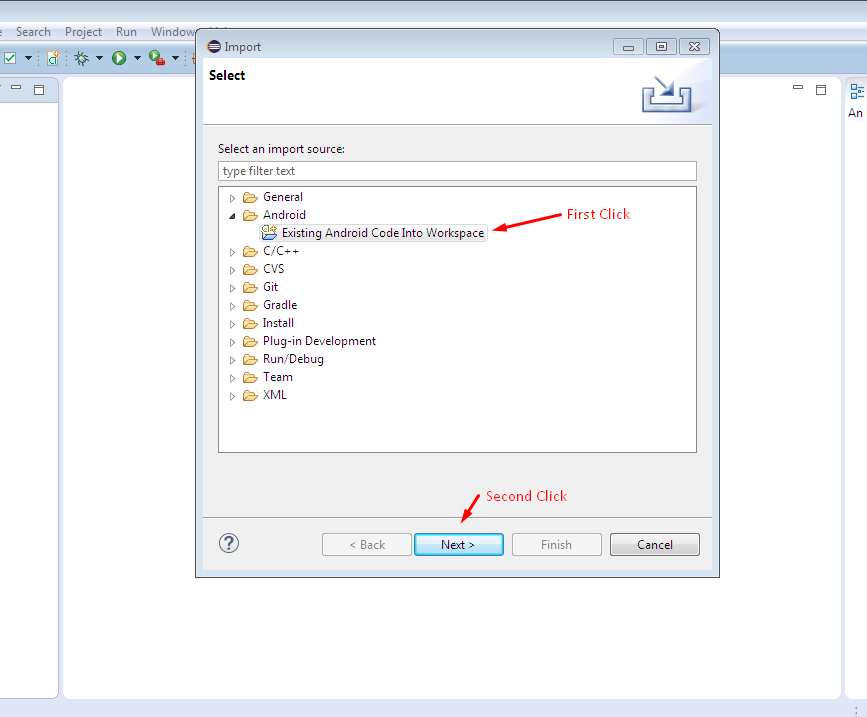 Search Project Run Window
Import
Select
Select an import source:
type filter text
General
Android
Existing Android Code Into Workspace
First Click
C/C++
CVS
Git
Gradle
Install
Plug-in Development
Run/Debug
Team
XML
Second Click
?
< Back Next > Finish Cancel
An